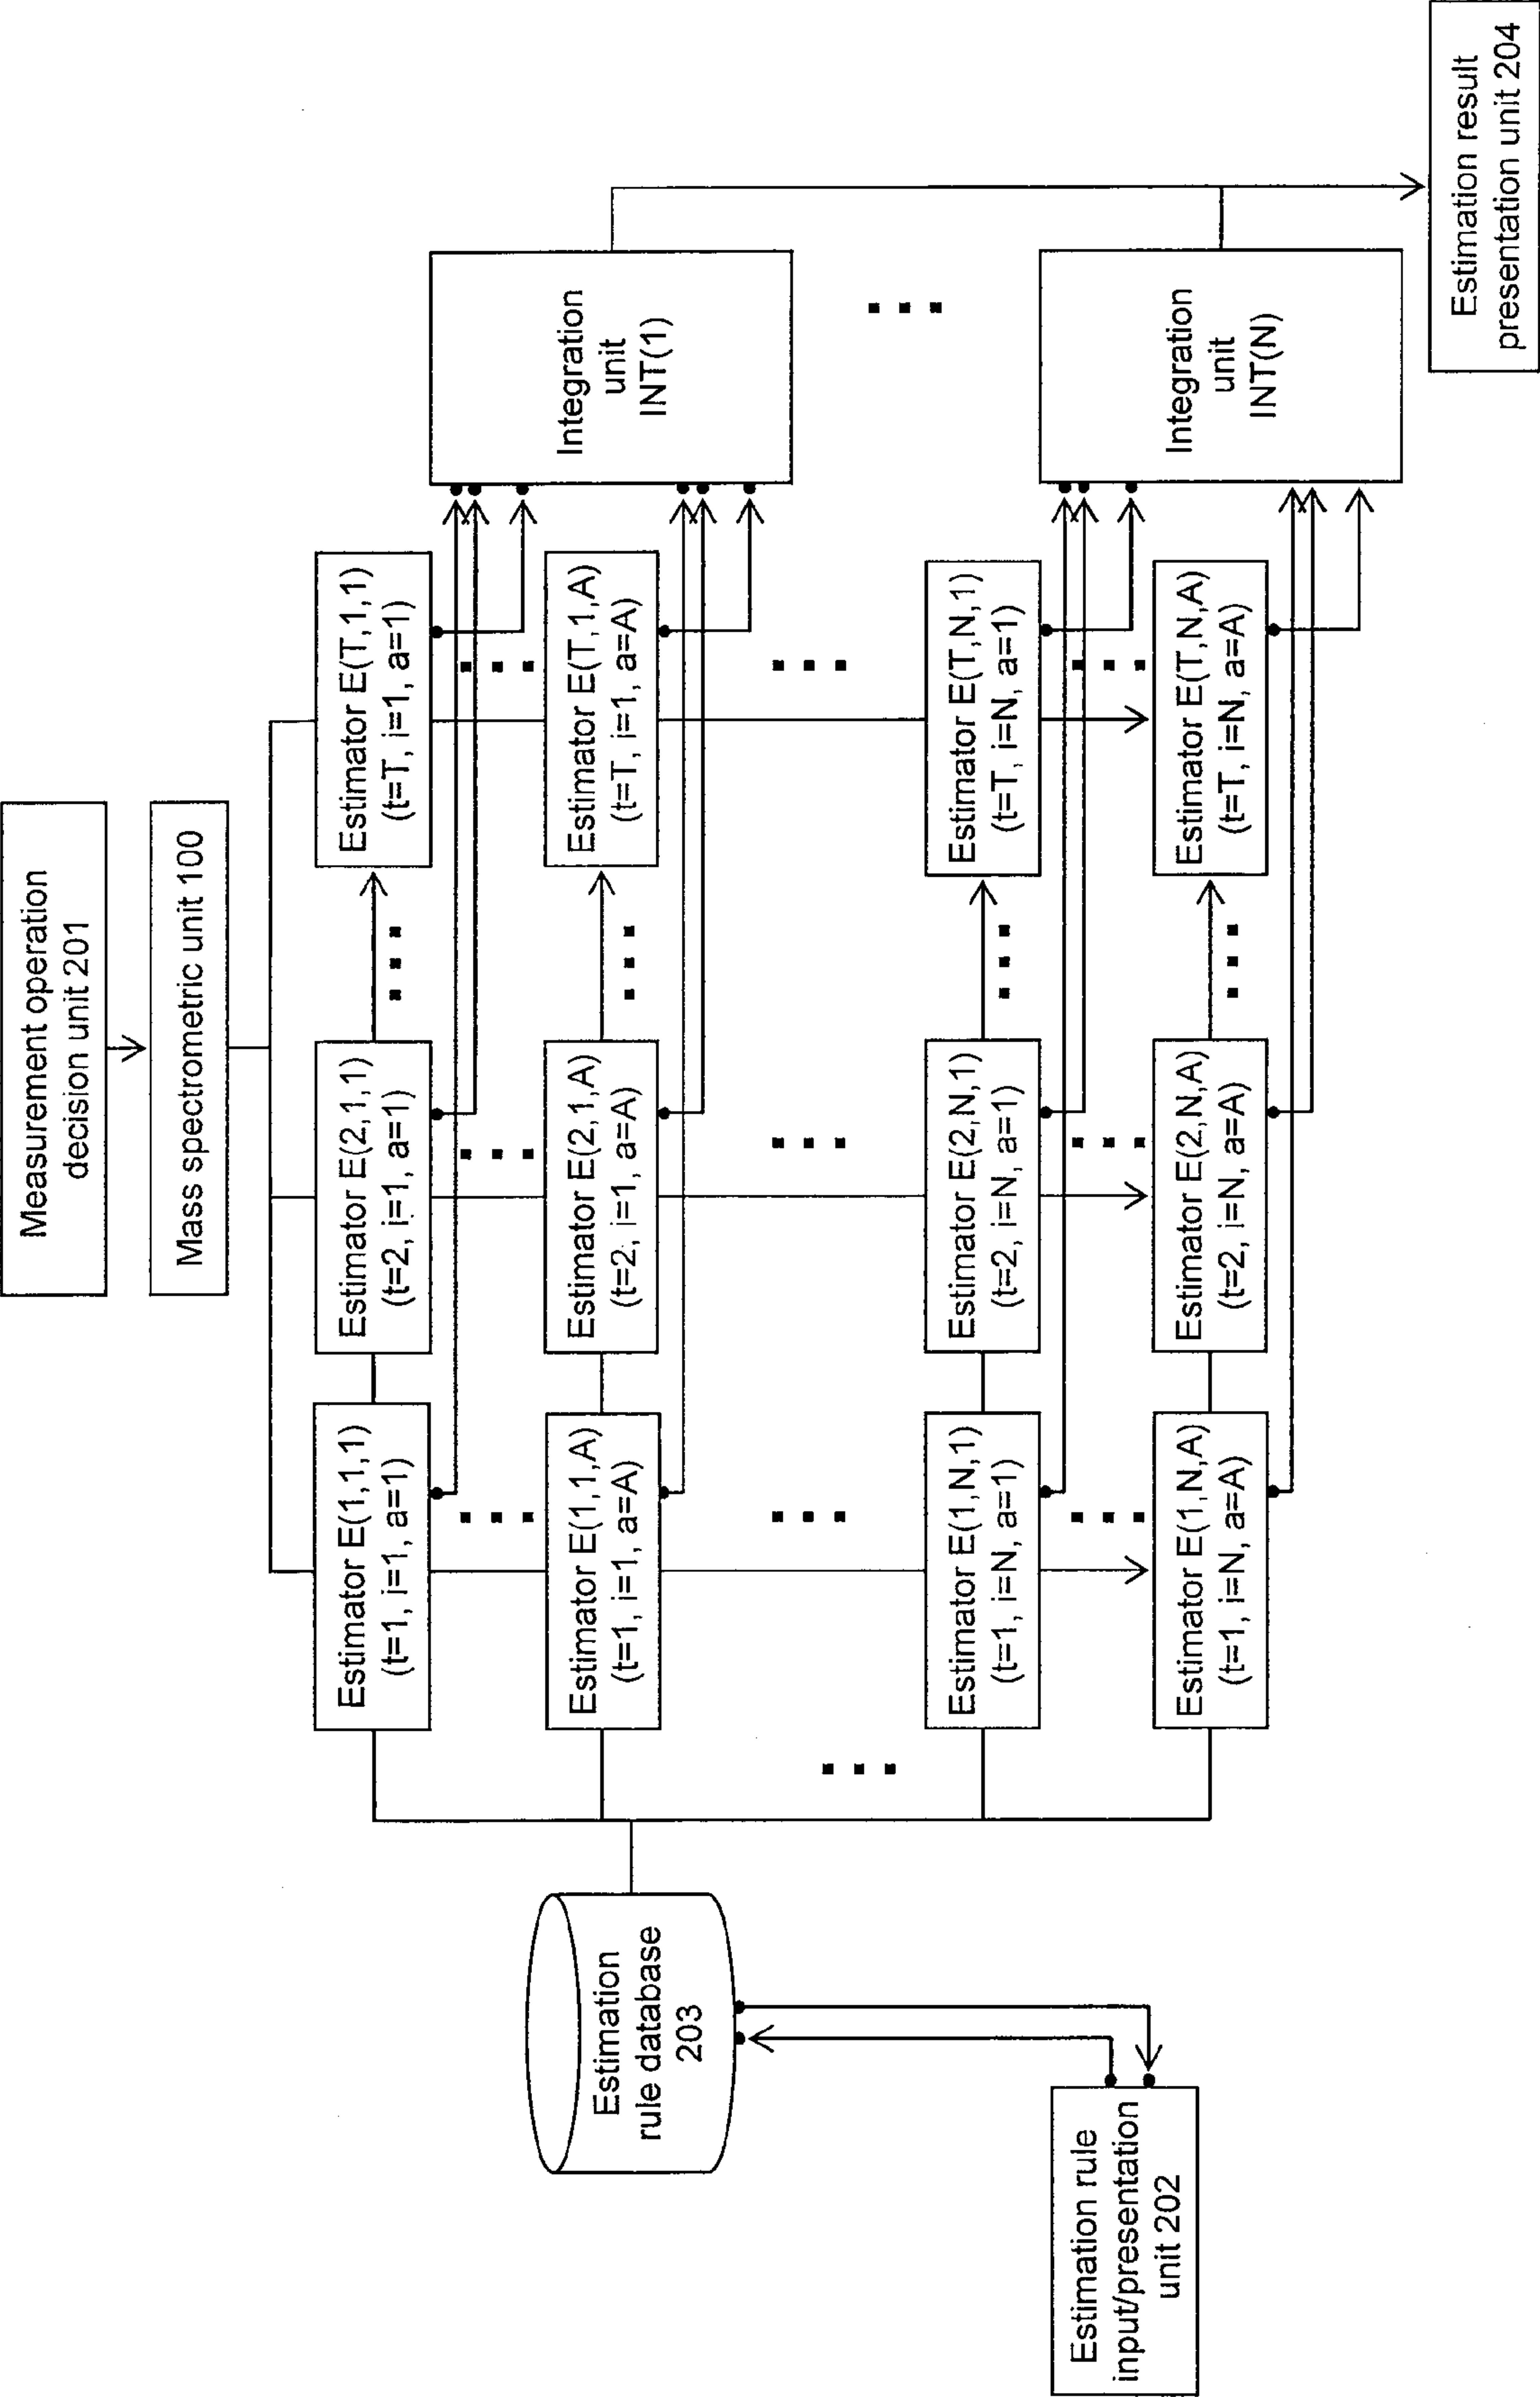 Measurement operation
decision unit 201
Mass spectrometric unit 100
Estimator E(1,1,1)
(t=1, i=1, a=1)
Estimator E(2,1,1)
(t=2, i=1, a=1)
Estimator E(T,1,1)
(t=T, i=1, a=1)
Estimator E(1,1,A)
(t=1, i=1, a=A)
Estimator E(2,1,A)
(t=2, i=1, a=A)
Estimator E(T,1,A)
(t=T, i=1, a=A)
Estimator E(1,N,1)
(t=1, i=N, a=1)
Estimator E(2,N,1)
(t=2, i=N, a=1)
Estimator E(T,N,1)
(t=T, i=N, a=1)
Estimator E(1,N,A)
(t=1, i=N, a=A)
Estimator E(2,N,A)
(t=2, i=N, a=A)
Estimator E(T,N,A)
(t=T, i=N, a=A)
Integration
unit
INT(1)
Integration
unit
INT(N)
Estimation
rule database
203
Estimation rule
input/presentation
unit 202
Estimation result
presentation unit 204